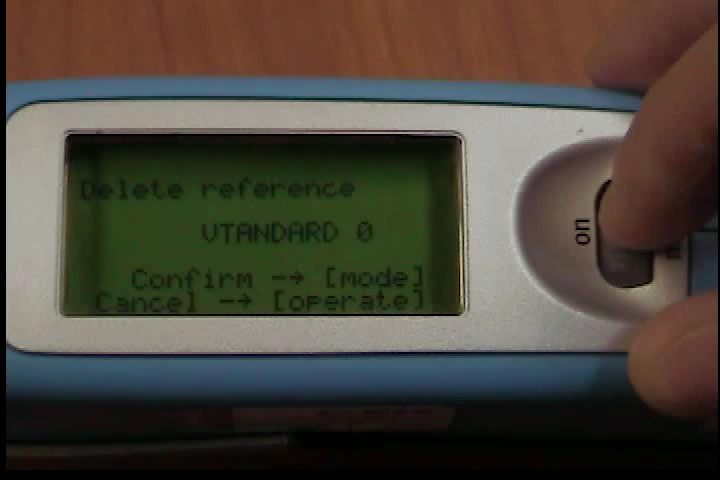 Delete reference
VTANDARD 0
Confirm --→ [mode]
Cancel --→ [operate]
on